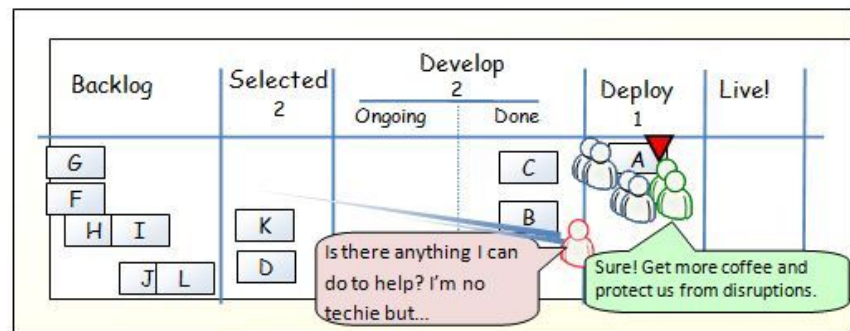 Backlog
Selected
2
Develop
2
Ongoing
Done
Deploy
1
Live!
G
F
H I
J L
K
D
C
B
A
Is there anything I can
do to help? I'm no
techie but...
Sure! Get more coffee and
protect us from disruptions.